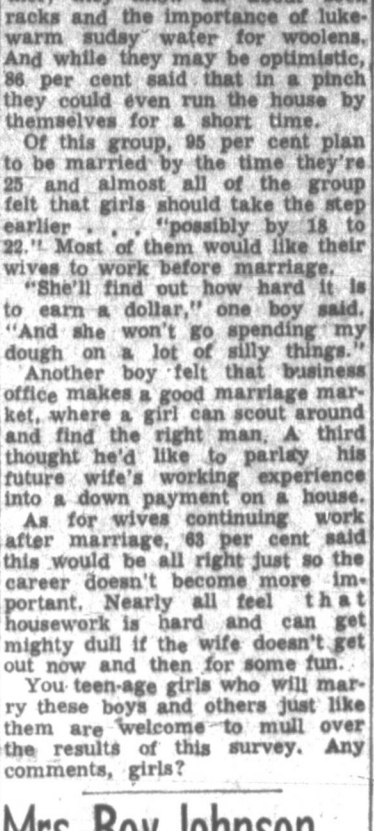 racks and the importance of luke-
warm sudsy water for woolens.
And while they may be optimistic,
86 per cent said that in a pinch
they could even run the house by
themselves for a short time.
Of this group, 95 per cent plan
to be married by the time they're
25 and almost all of the group
felt that girls should take the step
earlier . . . "possibly by 18 to
22." Most of them would like their
wives to work before marriage.
"She'll find out how hard it is
to earn a dollar," one boy said.
"And she won't go spending my
dough on a lot of silly things."
Another boy felt that business
office makes a good marriage mar-
ket, where a girl can scout around
and find the right man. A third
thought he'd like to parlay his
future wife's working experience
into a down payment on a house.
As for wives continuing work
after marriage, 63 per cent said
this would be all right just so the
career doesn't become more im-
portant. Nearly all feel that
housework is hard and can get
mighty dull if the wife doesn't get
out now and then for some fun.
You teen-age girls who will mar-
ry these boys and others just like
them are welcome to mull over
the results of this survey. Any
comments, girls?
Mrs. Roy Johnson